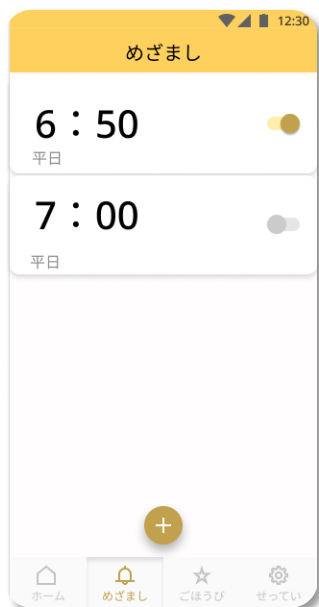 12:30
めざまし
6：50
平日
7：00
平日
ホーム めざまし ごほうび せってい